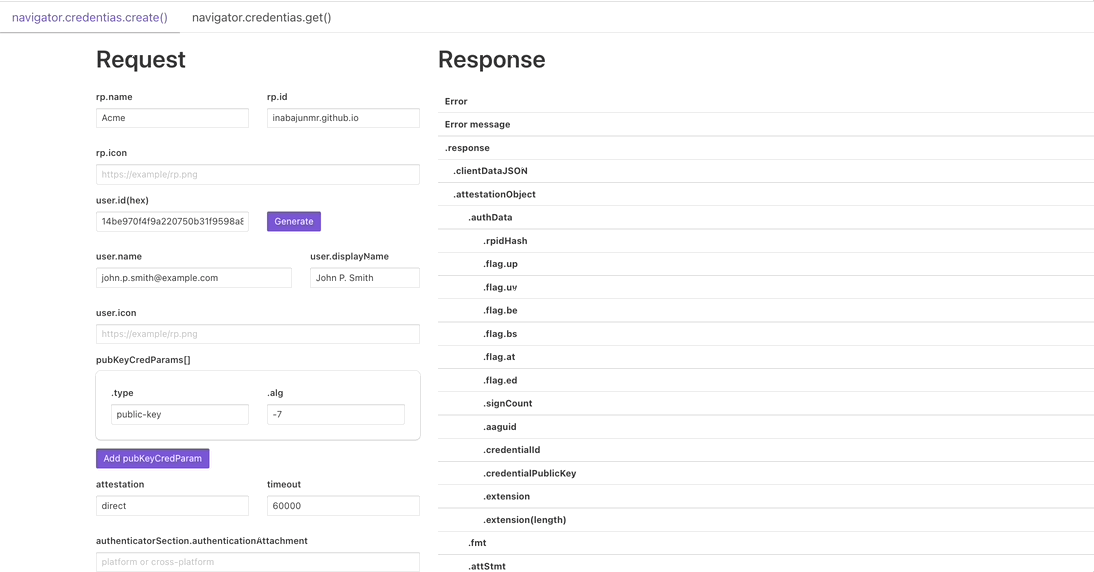 navigator.credentias.create() navigator.credentias.get()
Request
rp.name rp.id
Acme inabajunmr.github.io
rp.icon
https://example/rp.png
user.id(hex)
14be970f4f9a220750b31f9598a8 Generate
user.name user.displayName
john.p.smith@example.com John P. Smith
user.icon
https://example/rp.png
pubKeyCredParams[]
.type .alg
public-key -7
Add pubKeyCredParam
attestation timeout
direct 60000
authenticatorSection.authenticationAttachment
platform or cross-platform
Response
Error
Error message
.response
.clientDataJSON
.attestationObject
.authData
.rpidHash
.flag.up
.flag.uv
.flag.be
.flag.bs
.flag.at
.flag.ed
.signCount
.aaguid
.credentialId
.credentialPublicKey
.extension
.extension(length)
.fmt
.attStmt